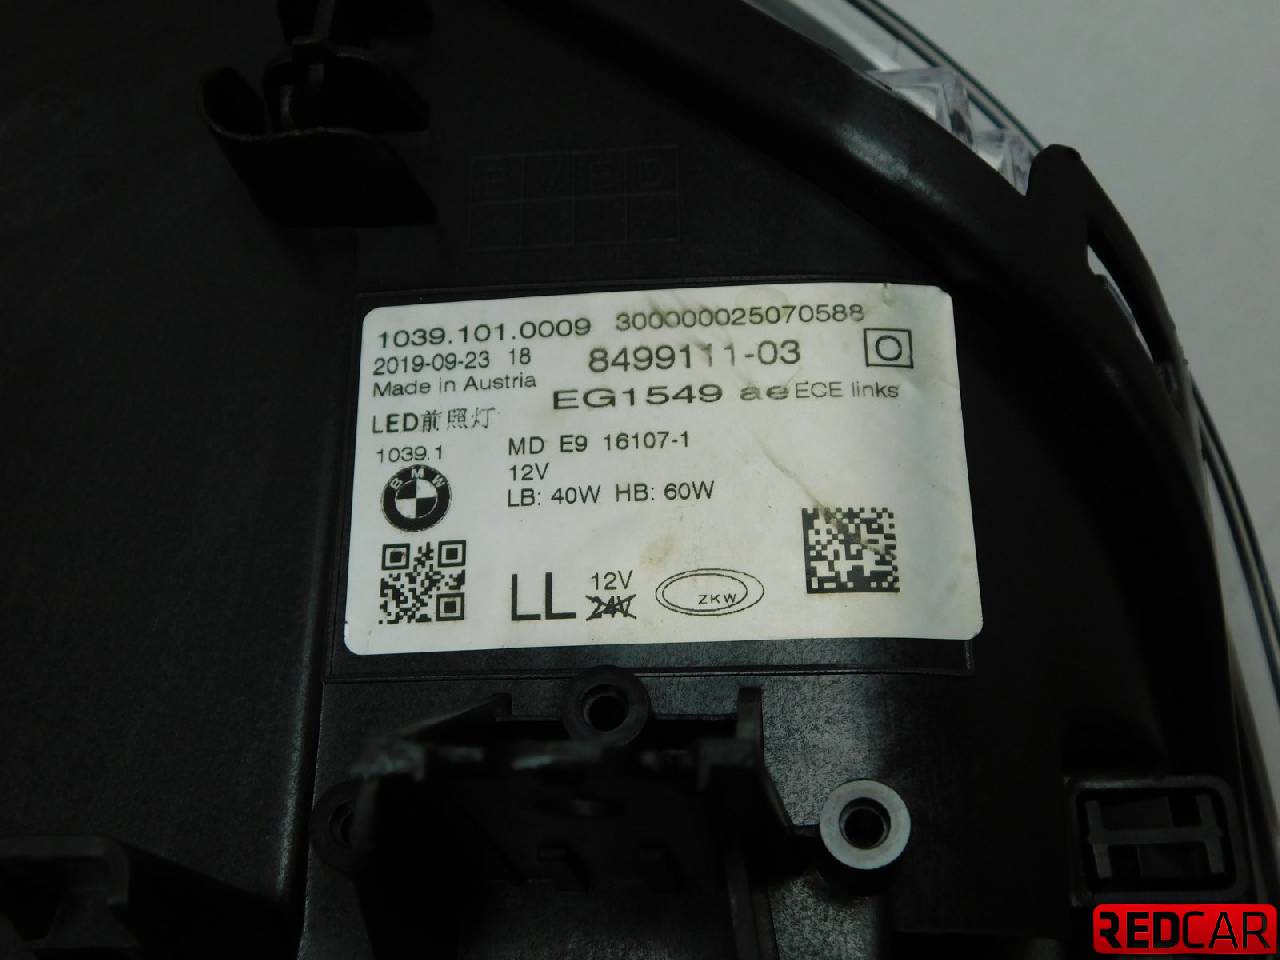 1039.101.0009 300000025070588
2019-09-23 18 8499111-03 O
Made in Austria EG1549 ae ECE links
LED前照灯
1039.1 MD E9 16107-1
12V
BMW LB: 40W HB: 60W
LL 12V ZKW
24V
REDCAR